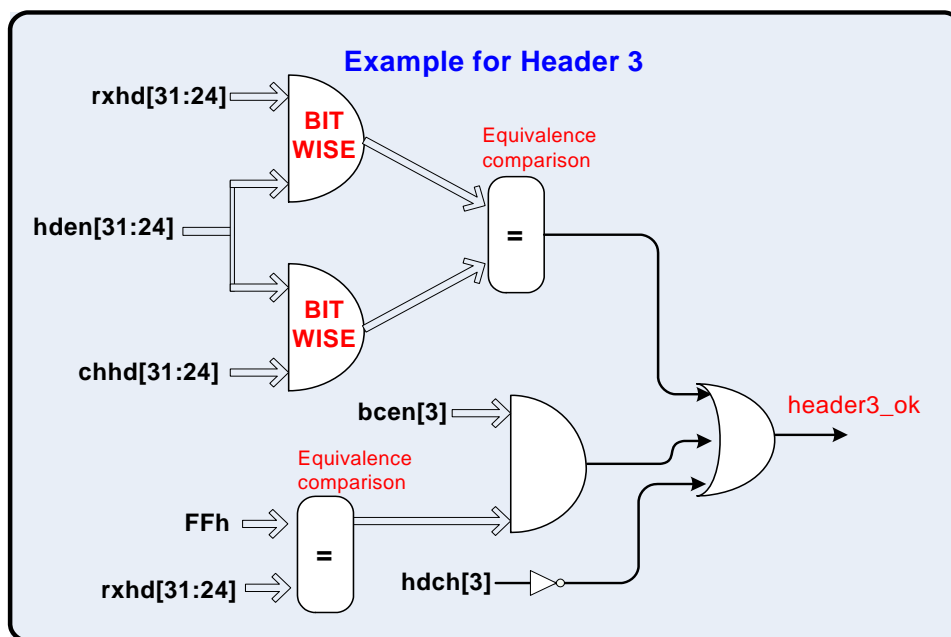 Example for Header 3
rxhd[31:24]
BIT
WISE
Equivalence
comparison
hden[31:24]
=
BIT
WISE
chhd[31:24]
bcen[3]
header3_ok
Equivalence
comparison
FFh
=
rxhd[31:24]
hdch[3]